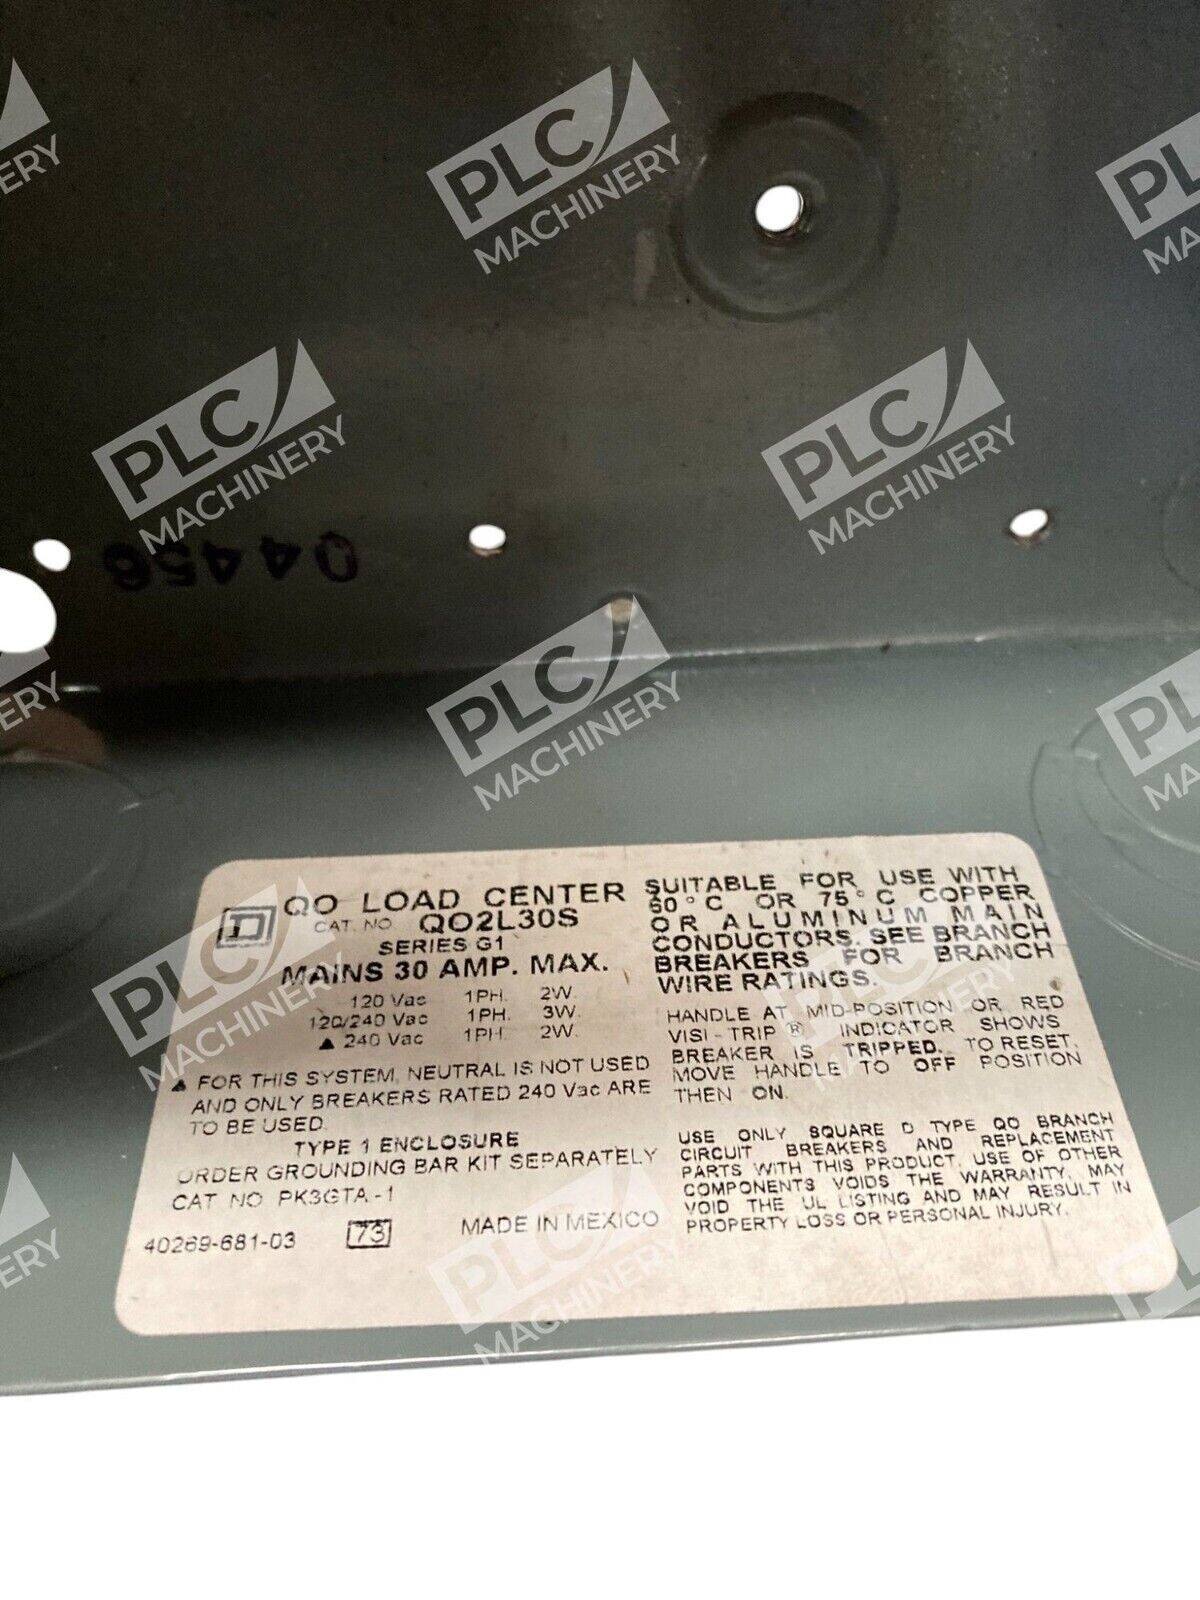 04456
QO LOAD CENTER
CAT. NO. QO2L30S
SERIES G1
MAINS 30 AMP. MAX.
120 Vac 1PH. 2W.
120/240 Vac 1PH. 3W.
▲ 240 Vac 1PH. 2W.
▲ FOR THIS SYSTEM, NEUTRAL IS NOT USED
AND ONLY BREAKERS RATED 240 Vac ARE
TO BE USED.
TYPE 1 ENCLOSURE
ORDER GROUNDING BAR KIT SEPARATELY
CAT NO PK3GTA-1
40269-681-03 73 MADE IN MEXICO
SUITABLE FOR USE WITH
60°C OR 75°C COPPER
OR ALUMINUM MAIN
CONDUCTORS. SEE BRANCH
BREAKERS FOR BRANCH
WIRE RATINGS.
HANDLE AT MID-POSITION OR RED
VISI-TRIP® INDICATOR SHOWS
BREAKER IS TRIPPED. TO RESET,
MOVE HANDLE TO OFF POSITION
THEN ON.
USE ONLY SQUARE D TYPE QO BRANCH
CIRCUIT BREAKERS AND REPLACEMENT
PARTS WITH THIS PRODUCT. USE OF OTHER
COMPONENTS VOIDS THE WARRANTY, MAY
VOID THE UL LISTING AND MAY RESULT IN
PROPERTY LOSS OR PERSONAL INJURY.
PLC
MACHINERY